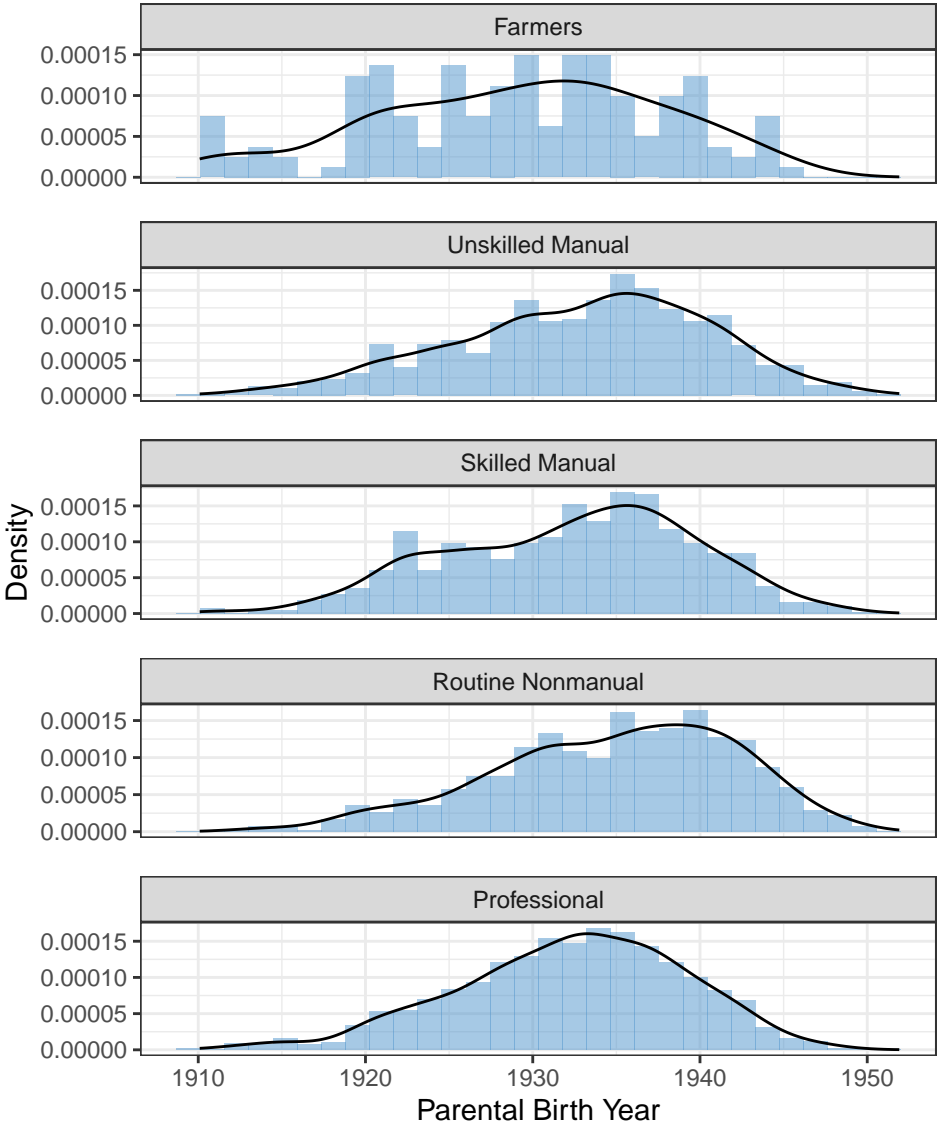 Farmers
0.00015
0.00010
0.00005
0.00000
Unskilled Manual
0.00015
0.00010
0.00005
0.00000
Skilled Manual
0.00015
0.00010
0.00005
0.00000
Density
Routine Nonmanual
0.00015
0.00010
0.00005
0.00000
Professional
0.00015
0.00010
0.00005
0.00000
1910 1920 1930 1940 1950
Parental Birth Year